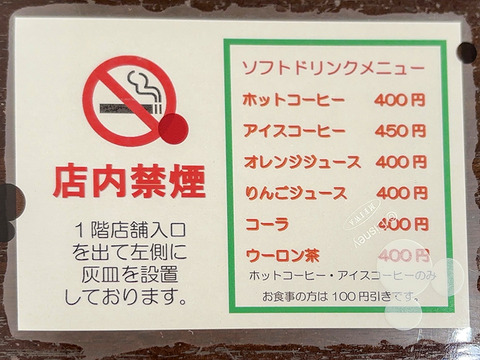 店内禁煙
1階店舗入口
を出て左側に
灰皿を設置
しております。
ソフトドリンクメニュー
ホットコーヒー 400円
アイスコーヒー 450円
オレンジジュース 400円
りんごジュース 400円
コーラ 400円
ウーロン茶 400円
ホットコーヒー・アイスコーヒーのみ
お食事の方は100円引きです。
©Disney